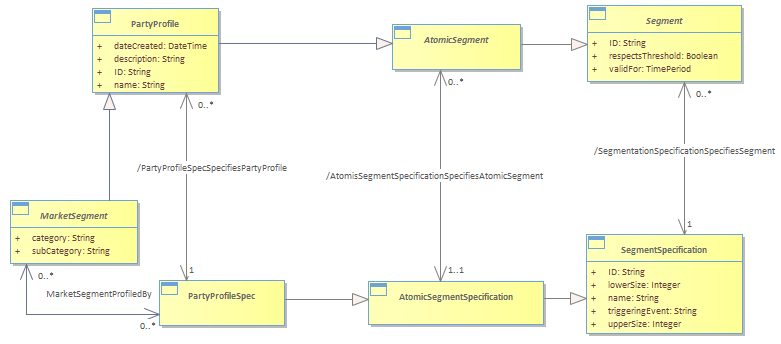 PartyProfile
+ dateCreated: DateTime
+ description: String
+ ID: String
+ name: String
AtomicSegment
Segment
+ ID: String
+ respectsThreshold: Boolean
+ validFor: TimePeriod
0..*
0..*
0..*
/PartyProfileSpecSpecifiesPartyProfile
/AtomisSegmentSpecificationSpecifiesAtomicSegment
/SegmentationSpecificationSpecifiesSegment
MarketSegment
+ category: String
+ subCategory: String
1
1..1
1
0..*
MarketSegmentProfiledBy
0..*
PartyProfileSpec
AtomicSegmentSpecification
SegmentSpecification
+ ID: String
+ lowerSize: Integer
+ name: String
+ triggeringEvent: String
+ upperSize: Integer